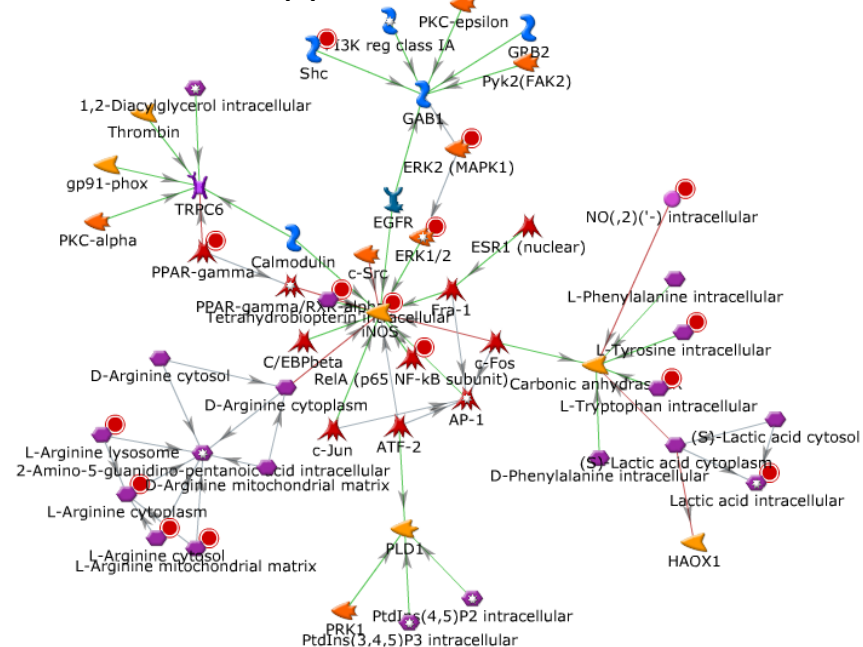 PKC-epsilon
PI3K reg class IA
GRB2
Shc
Pyk2(FAK2)
1,2-Diacylglycerol intracellular
GAB1
Thrombin
ERK2 (MAPK1)
gp91-phox
TRPC6
NO(,2)('-) intracellular
EGFR
PKC-alpha
ESR1 (nuclear)
ERK1/2
Calmodulin
PPAR-gamma
c-Src
L-Phenylalanine intracellular
PPAR-gamma/RXR-alpha
Fra-1
Tetrahydrobiopterin intracellular
iNOS
L-Tyrosine intracellular
C/EBPbeta
c-Fos
D-Arginine cytosol
RelA (p65 NF-kB subunit)
Carbonic anhydrase
L-Tryptophan intracellular
D-Arginine cytoplasm
AP-1
(S)-Lactic acid cytosol
c-Jun
ATF-2
L-Arginine lysosome
(S)-Lactic acid cytoplasm
2-Amino-5-guanidino-pentanoic acid intracellular
D-Phenylalanine intracellular
D-Arginine mitochondrial matrix
Lactic acid intracellular
L-Arginine cytoplasm
PLD1
L-Arginine cytosol
HAOX1
L-Arginine mitochondrial matrix
PtdIns(4,5)P2 intracellular
PRK1
PtdIns(3,4,5)P3 intracellular